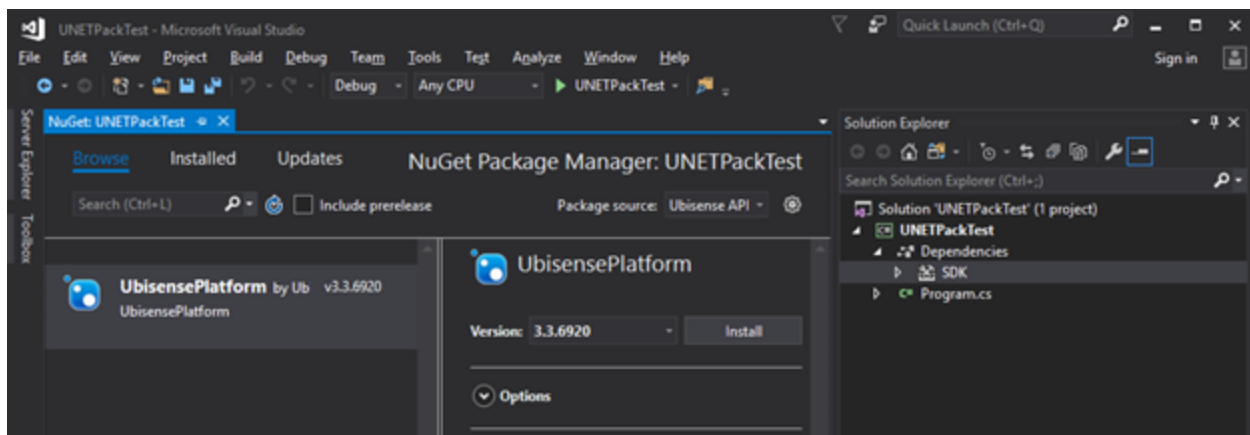 UNETPackTest - Microsoft Visual Studio
Quick Launch (Ctrl+Q)
File Edit View Project Build Debug Team Tools Test Analyze Window Help
Sign in
Debug Any CPU UNETPackTest
Server Explorer
Toolbox
NuGet: UNETPackTest
Browse Installed Updates
NuGet Package Manager: UNETPackTest
Search (Ctrl+L)
Include prerelease
Package source: Ubisense API
UbisensePlatform by Ub v3.3.6920
UbisensePlatform
UbisensePlatform
Version: 3.3.6920
Install
Options
Solution Explorer
Search Solution Explorer (Ctrl+;)
Solution 'UNETPackTest' (1 project)
C# UNETPackTest
Dependencies
SDK
C# Program.cs